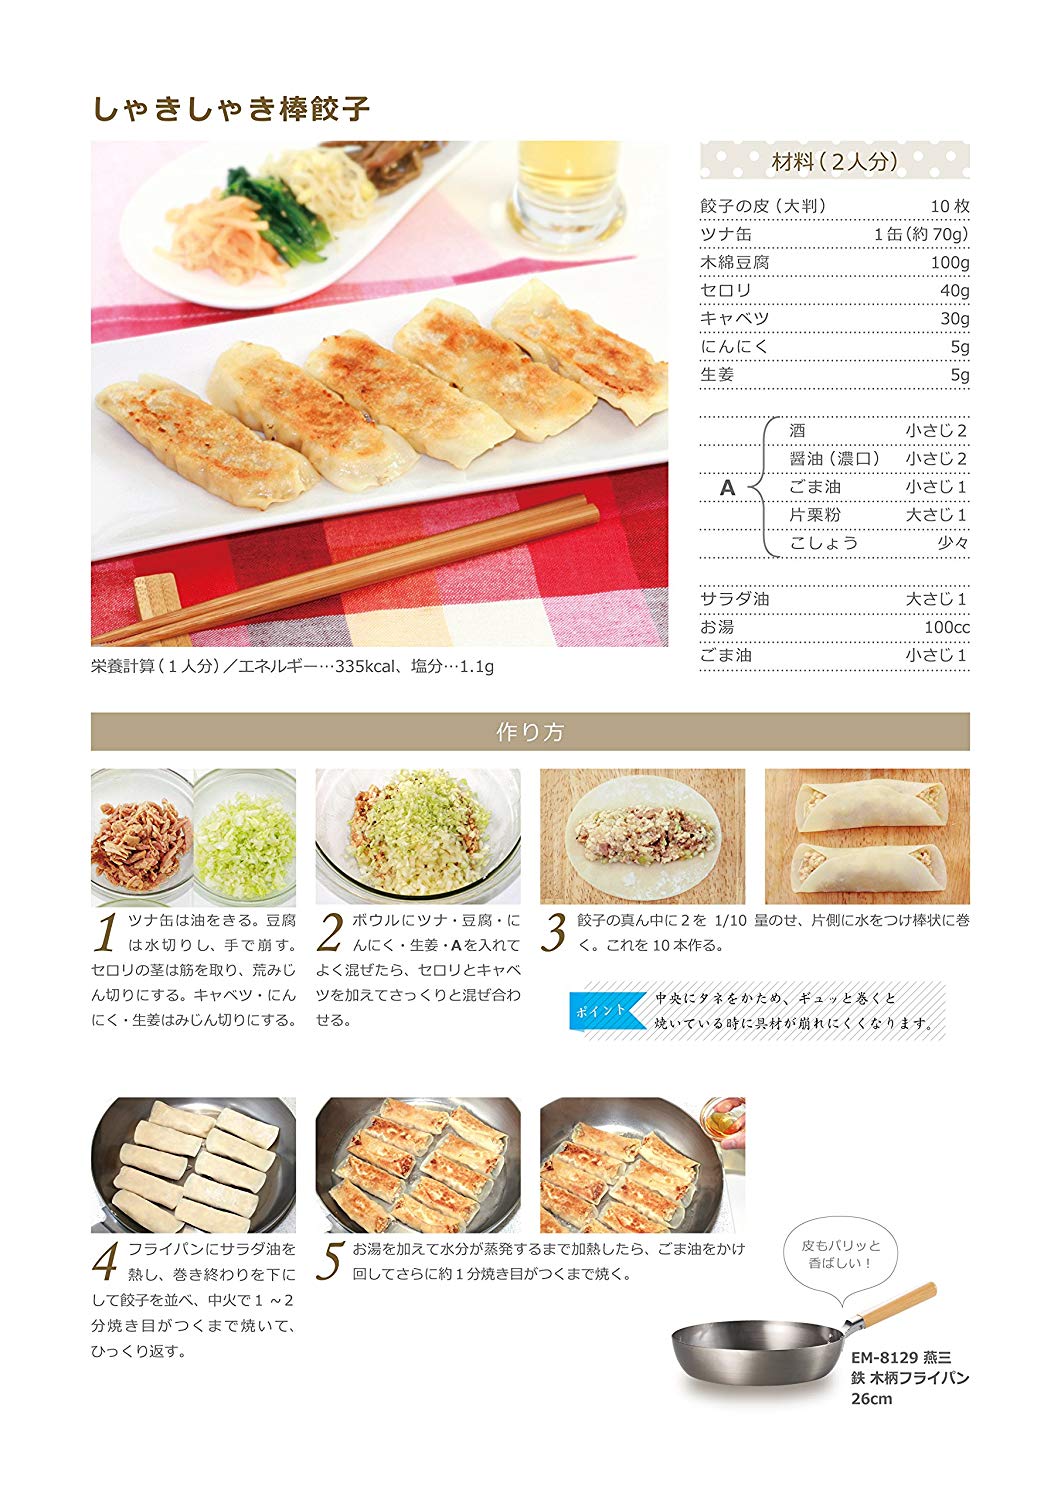 しゃきしゃき棒餃子
材料（２人分）
餃子の皮（大判） 10 枚
ツナ缶 １缶（約 70g）
木綿豆腐 100g
セロリ 40g
キャベツ 30g
にんにく 5g
生姜 5g
酒 小さじ２
醤油（濃口） 小さじ２
A ごま油 小さじ１
片栗粉 大さじ１
こしょう 少々
サラダ油 大さじ１
お湯 100cc
ごま油 小さじ１
栄養計算（１人分）／エネルギー…335kcal、塩分…1.1g
作り方
1 ツナ缶は油をきる。豆腐
は水切りし、手で崩す。
セロリの茎は筋を取り、荒みじ
ん切りにする。キャベツ・にん
にく・生姜はみじん切りにする。
2 ボウルにツナ・豆腐・に
んにく・生姜・Aを入れて
よく混ぜたら、セロリとキャベ
ツを加えてさっくりと混ぜ合わ
せる。
3 餃子の真ん中に２を 1/10 量のせ、片側に水をつけ棒状に巻
く。これを 10 本作る。
ポイント
中央にタネをかため、ギュッと巻くと
焼いている時に具材が崩れにくくなります。
4 フライパンにサラダ油を
熱し、巻き終わりを下に
して餃子を並べ、中火で１～２
分焼き目がつくまで焼いて、
ひっくり返す。
5 お湯を加えて水分が蒸発するまで加熱したら、ごま油をかけ
回してさらに約１分焼き目がつくまで焼く。
皮もパリッと
香ばしい！
EM-8129 燕三
鉄 木柄フライパン
26cm